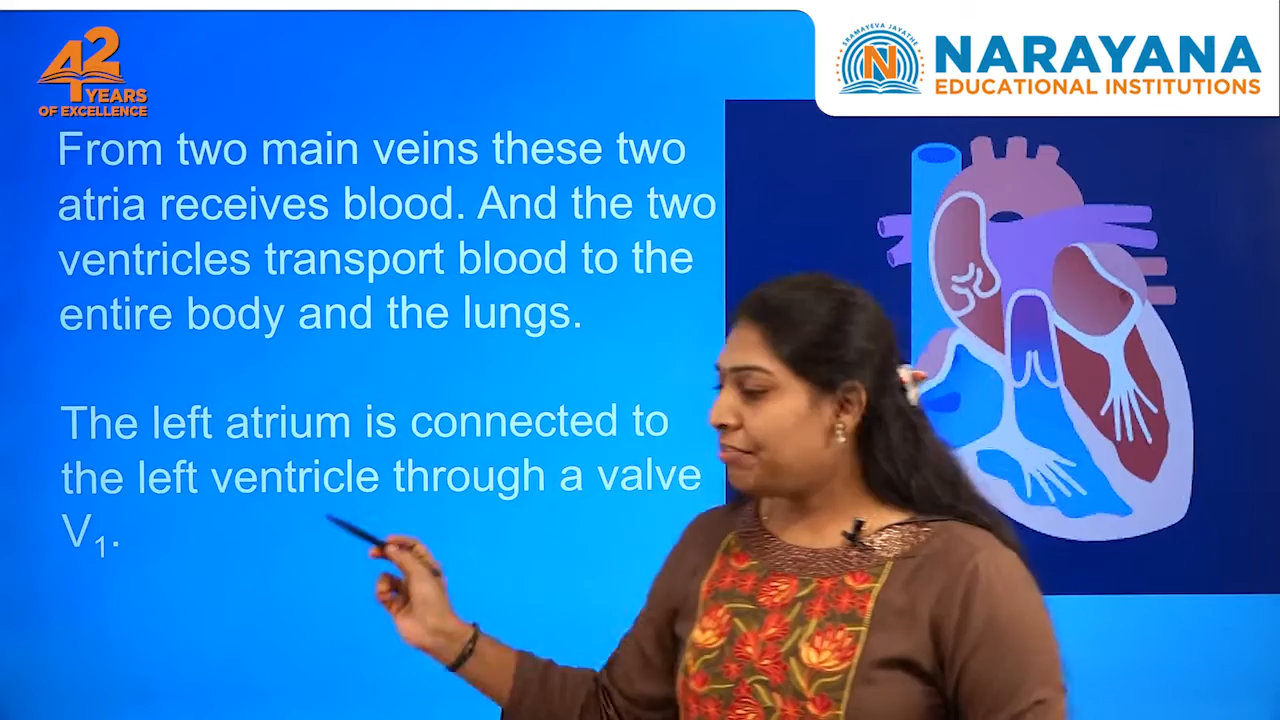 42
YEARS
OF EXCELLENCE
SRAMAYEVA JAYATHE
N
NARAYANA
EDUCATIONAL INSTITUTIONS
From two main veins these two
atria receives blood. And the two
ventricles transport blood to the
entire body and the lungs.
The left atrium is connected to
the left ventricle through a valve
V₁.